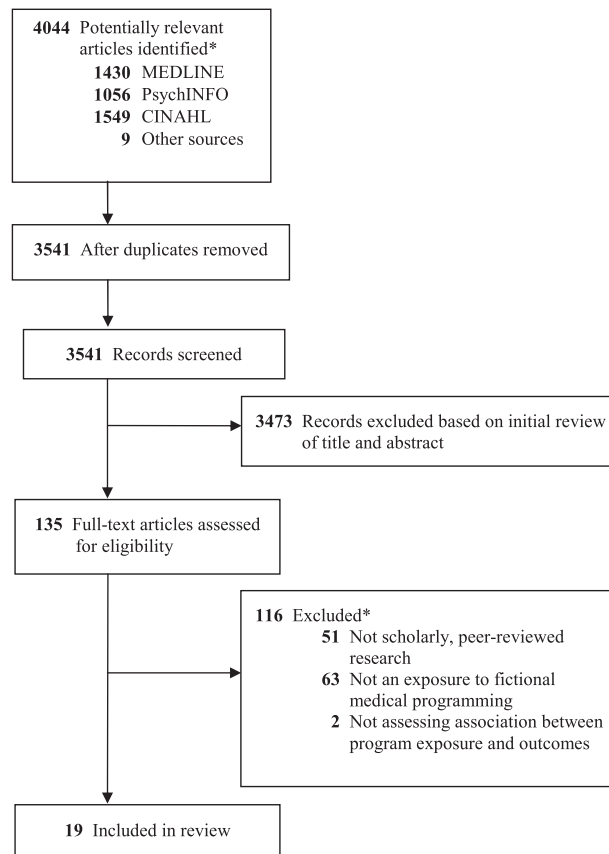 4044 Potentially relevant
articles identified*
1430 MEDLINE
1056 PsychINFO
1549 CINAHL
9 Other sources
3541 After duplicates removed
3541 Records screened
3473 Records excluded based on initial review
of title and abstract
135 Full-text articles assessed
for eligibility
116 Excluded*
51 Not scholarly, peer-reviewed
research
63 Not an exposure to fictional
medical programming
2 Not assessing association between
program exposure and outcomes
19 Included in review